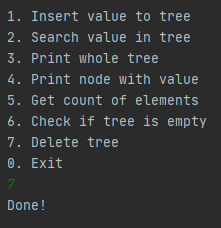 1. Insert value to tree
2. Search value in tree
3. Print whole tree
4. Print node with value
5. Get count of elements
6. Check if tree is empty
7. Delete tree
0. Exit
7
Done!